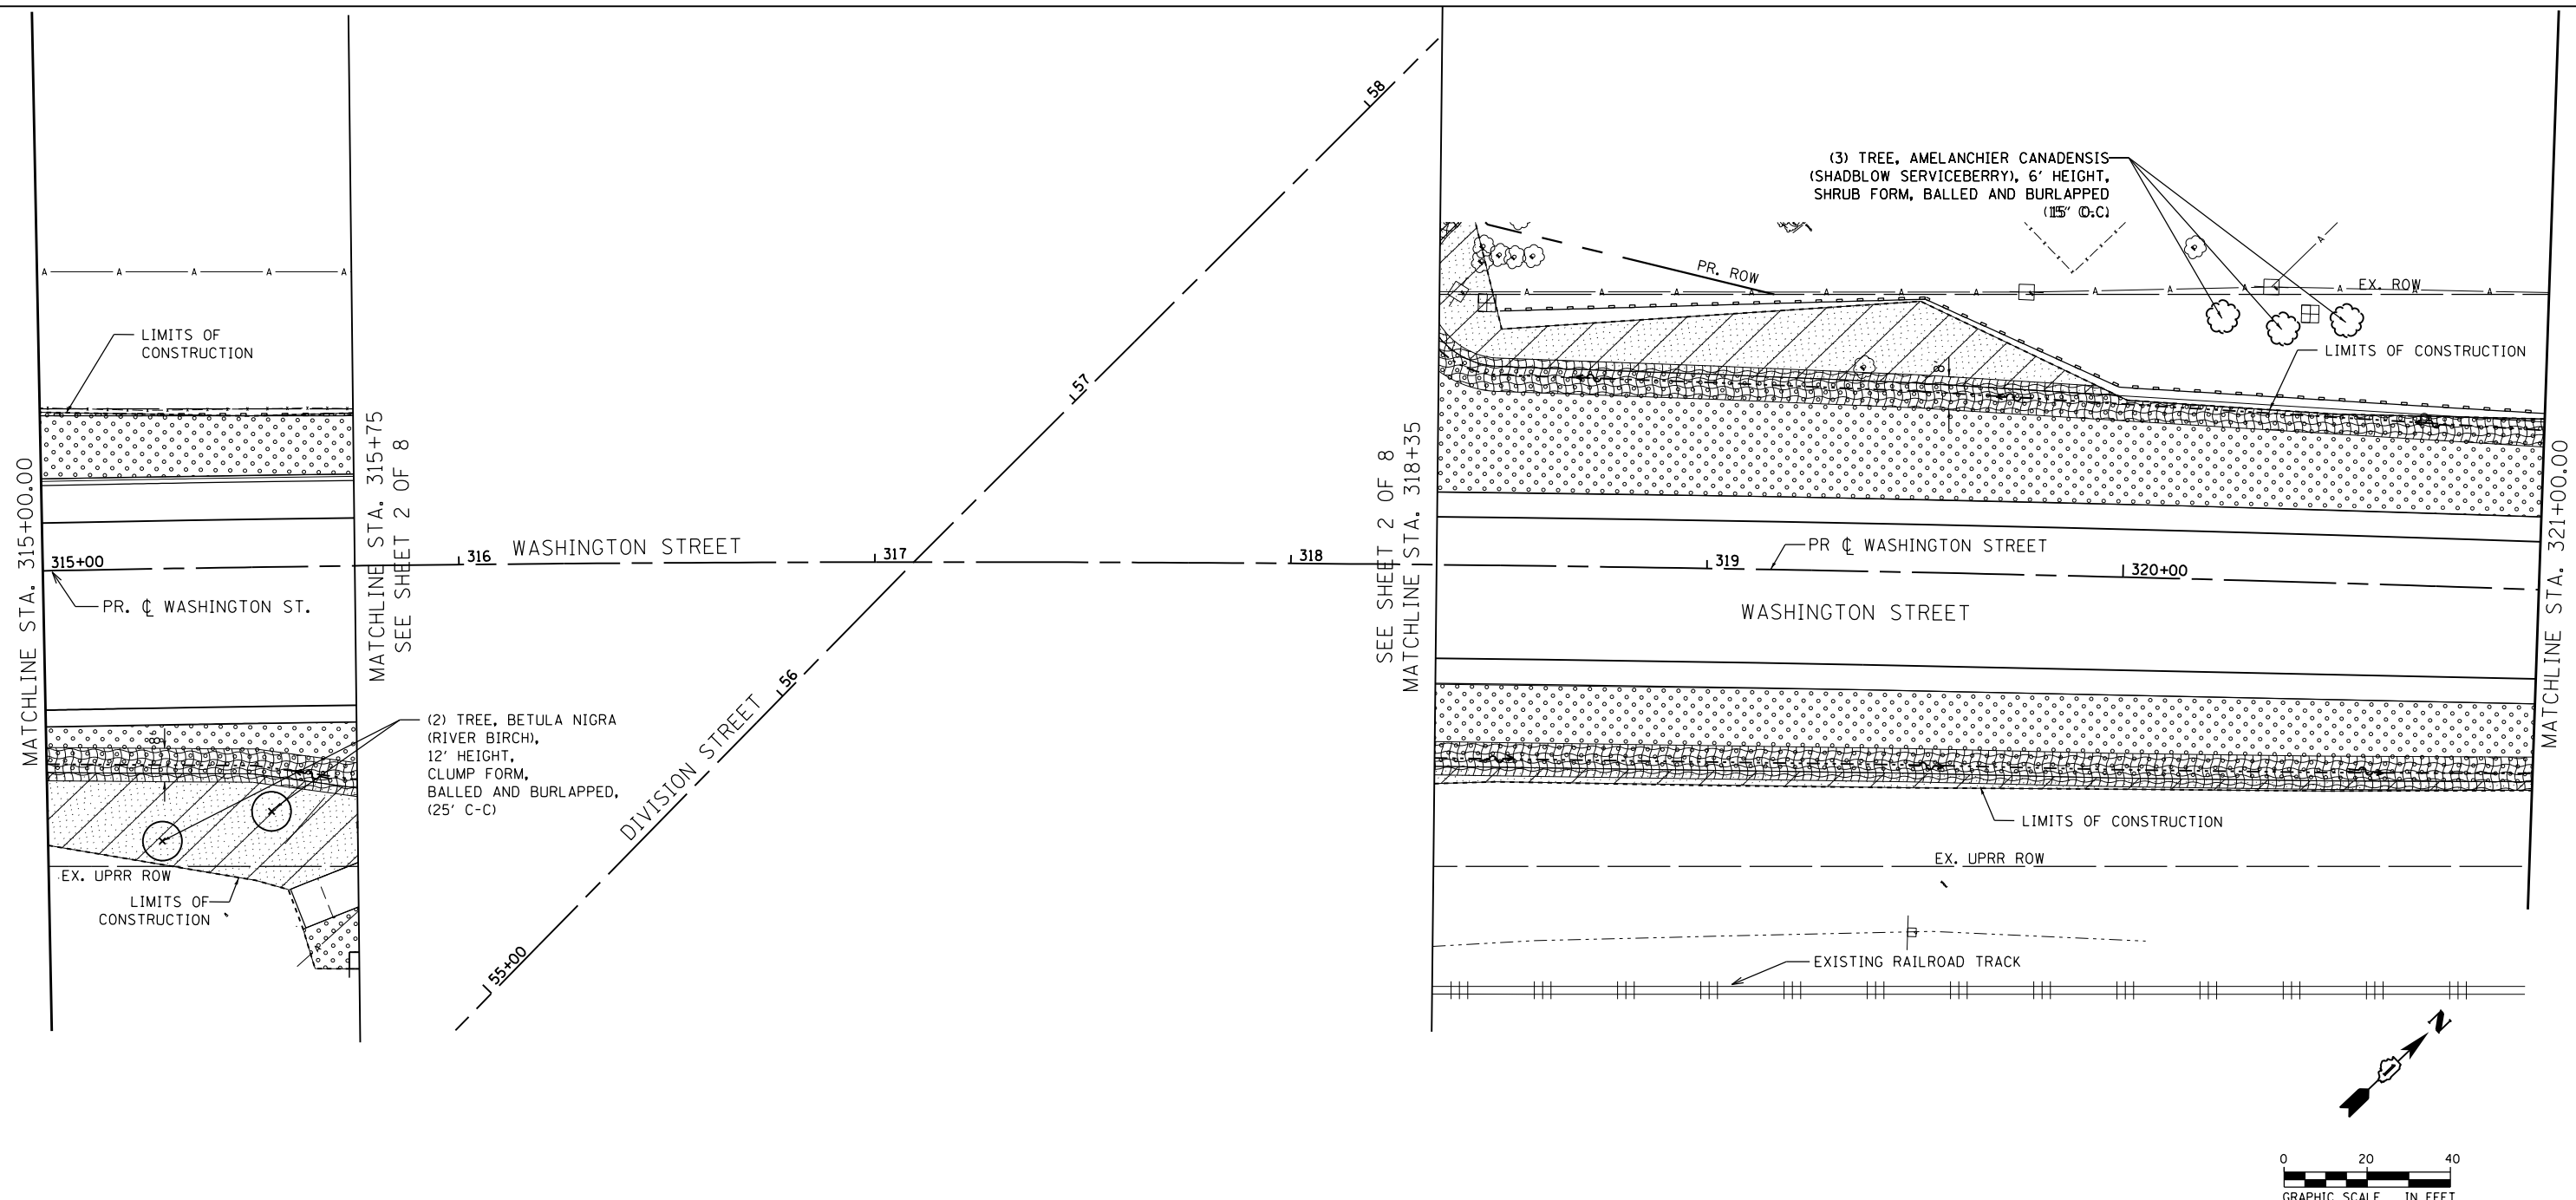 MATCHLINE STA. 315+00.00
A A A A A
LIMITS OF
CONSTRUCTION
315+00
PR. ℄ WASHINGTON ST.
8'
EX. UPRR ROW
LIMITS OF
CONSTRUCTION
MATCHLINE STA. 315+75
SEE SHEET 2 OF 8
(2) TREE, BETULA NIGRA
(RIVER BIRCH),
12' HEIGHT,
CLUMP FORM,
BALLED AND BURLAPPED,
(25' C-C)
316
WASHINGTON STREET
317
318
58
57
56
55+00
DIVISION STREET
SEE SHEET 2 OF 8
MATCHLINE STA. 318+35
(3) TREE, AMELANCHIER CANADENSIS
(SHADBLOW SERVICEBERRY), 6' HEIGHT,
SHRUB FORM, BALLED AND BURLAPPED
PR. ROW
A
EX. ROW
A A A A A A A A A A A A A
8'
LIMITS OF CONSTRUCTION
319
PR ℄ WASHINGTON STREET
320+00
WASHINGTON STREET
LIMITS OF CONSTRUCTION
EX. UPRR ROW
EXISTING RAILROAD TRACK
MATCHLINE STA. 321+00.00
N
0 20 40
GRAPHIC SCALE IN FEET